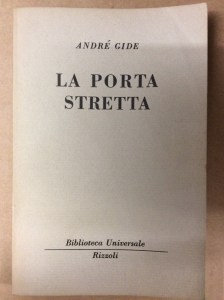 ANDRÉ GIDE
LA PORTA
STRETTA
Biblioteca Universale
Rizzoli